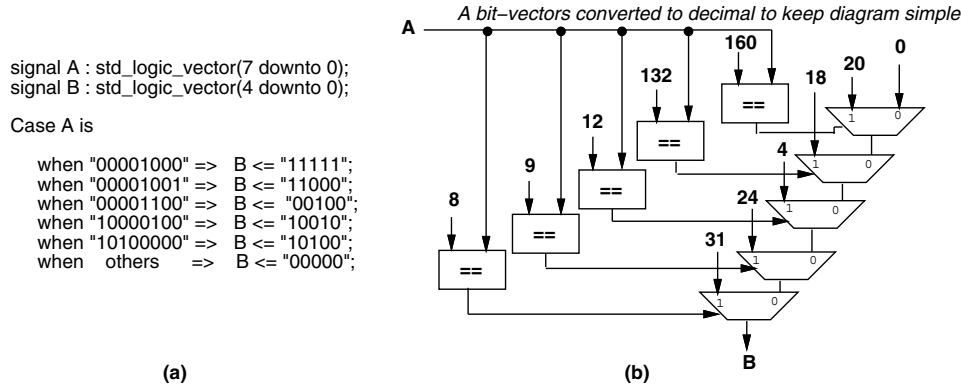 A bit–vectors converted to decimal to keep diagram simple
signal A : std_logic_vector(7 downto 0);
signal B : std_logic_vector(4 downto 0);
Case A is
when "00001000" => B <= "11111";
when "00001001" => B <= "11000";
when "00001100" => B <= "00100";
when "10000100" => B <= "10010";
when "10100000" => B <= "10100";
when others => B <= "00000";
(a)
A
160
0
132
18
20
==
1 0
12
==
1 0
9
4
==
1 0
8
24
==
1 0
31
==
1 0
B
(b)